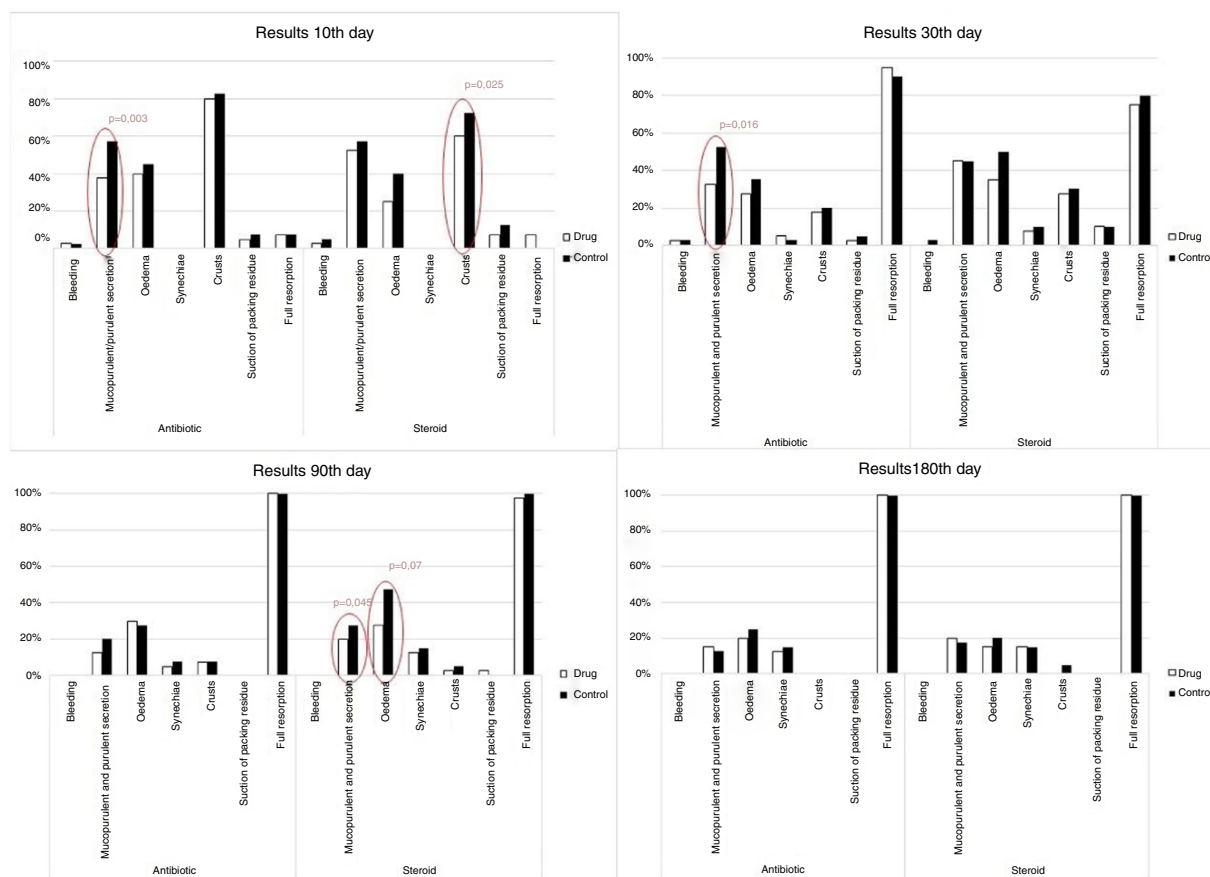 Results 10th day
100%
80%
60%
40%
20%
0%
p=0,003
p=0,025
Bleeding
Mucopurulent/purulent secretion
Oedema
Synechiae
Crusts
Suction of packing residue
Full resorption
Bleeding
Mucopurulent/purulent secretion
Oedema
Synechiae
Crusts
Suction of packing residue
Full resorption
Antibiotic
Steroid
Drug
Control
Results 30th day
100%
80%
60%
40%
20%
0%
p=0,016
Bleeding
Mucopurulent and purulent secretion
Oedema
Synechiae
Crusts
Suction of packing residue
Full resorption
Bleeding
Mucopurulent and purulent secretion
Oedema
Synechiae
Crusts
Suction of packing residue
Full resorption
Antibiotic
Steroid
Drug
Control
Results 90th day
100%
80%
60%
40%
20%
0%
p=0,045
p=0,07
Bleeding
Mucopurulent and purulent secretion
Oedema
Synechiae
Crusts
Suction of packing residue
Full resorption
Bleeding
Mucopurulent and purulent secretion
Oedema
Synechiae
Crusts
Suction of packing residue
Full resorption
Antibiotic
Steroid
Drug
Control
Results180th day
100%
80%
60%
40%
20%
0%
Bleeding
Mucopurulent and purulent secretion
Oedema
Synechiae
Crusts
Suction of packing residue
Full resorption
Bleeding
Mucopurulent and purulent secretion
Oedema
Synechiae
Crusts
Suction of packing residue
Full resorption
Antibiotic
Steroid
Drug
Control